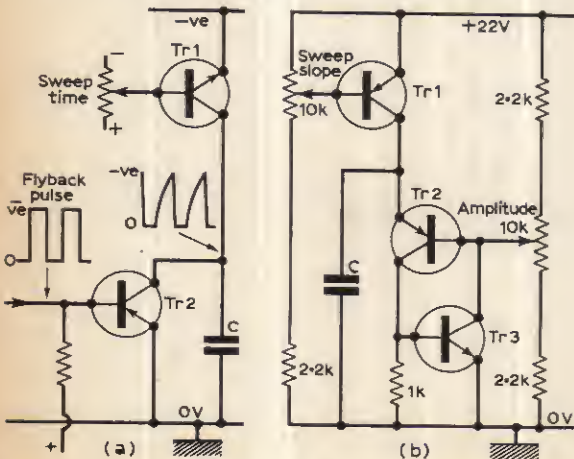 −ve
Tr1
−
Sweep
time
+
Flyback
pulse
−ve
0
−ve
0
Tr2
C
+
(a)
+22V
Sweep
slope
10k
Tr1
2·2k
Tr2
Amplitude
10k
C
Tr3
2·2k
1k
2·2k
0V
(b)